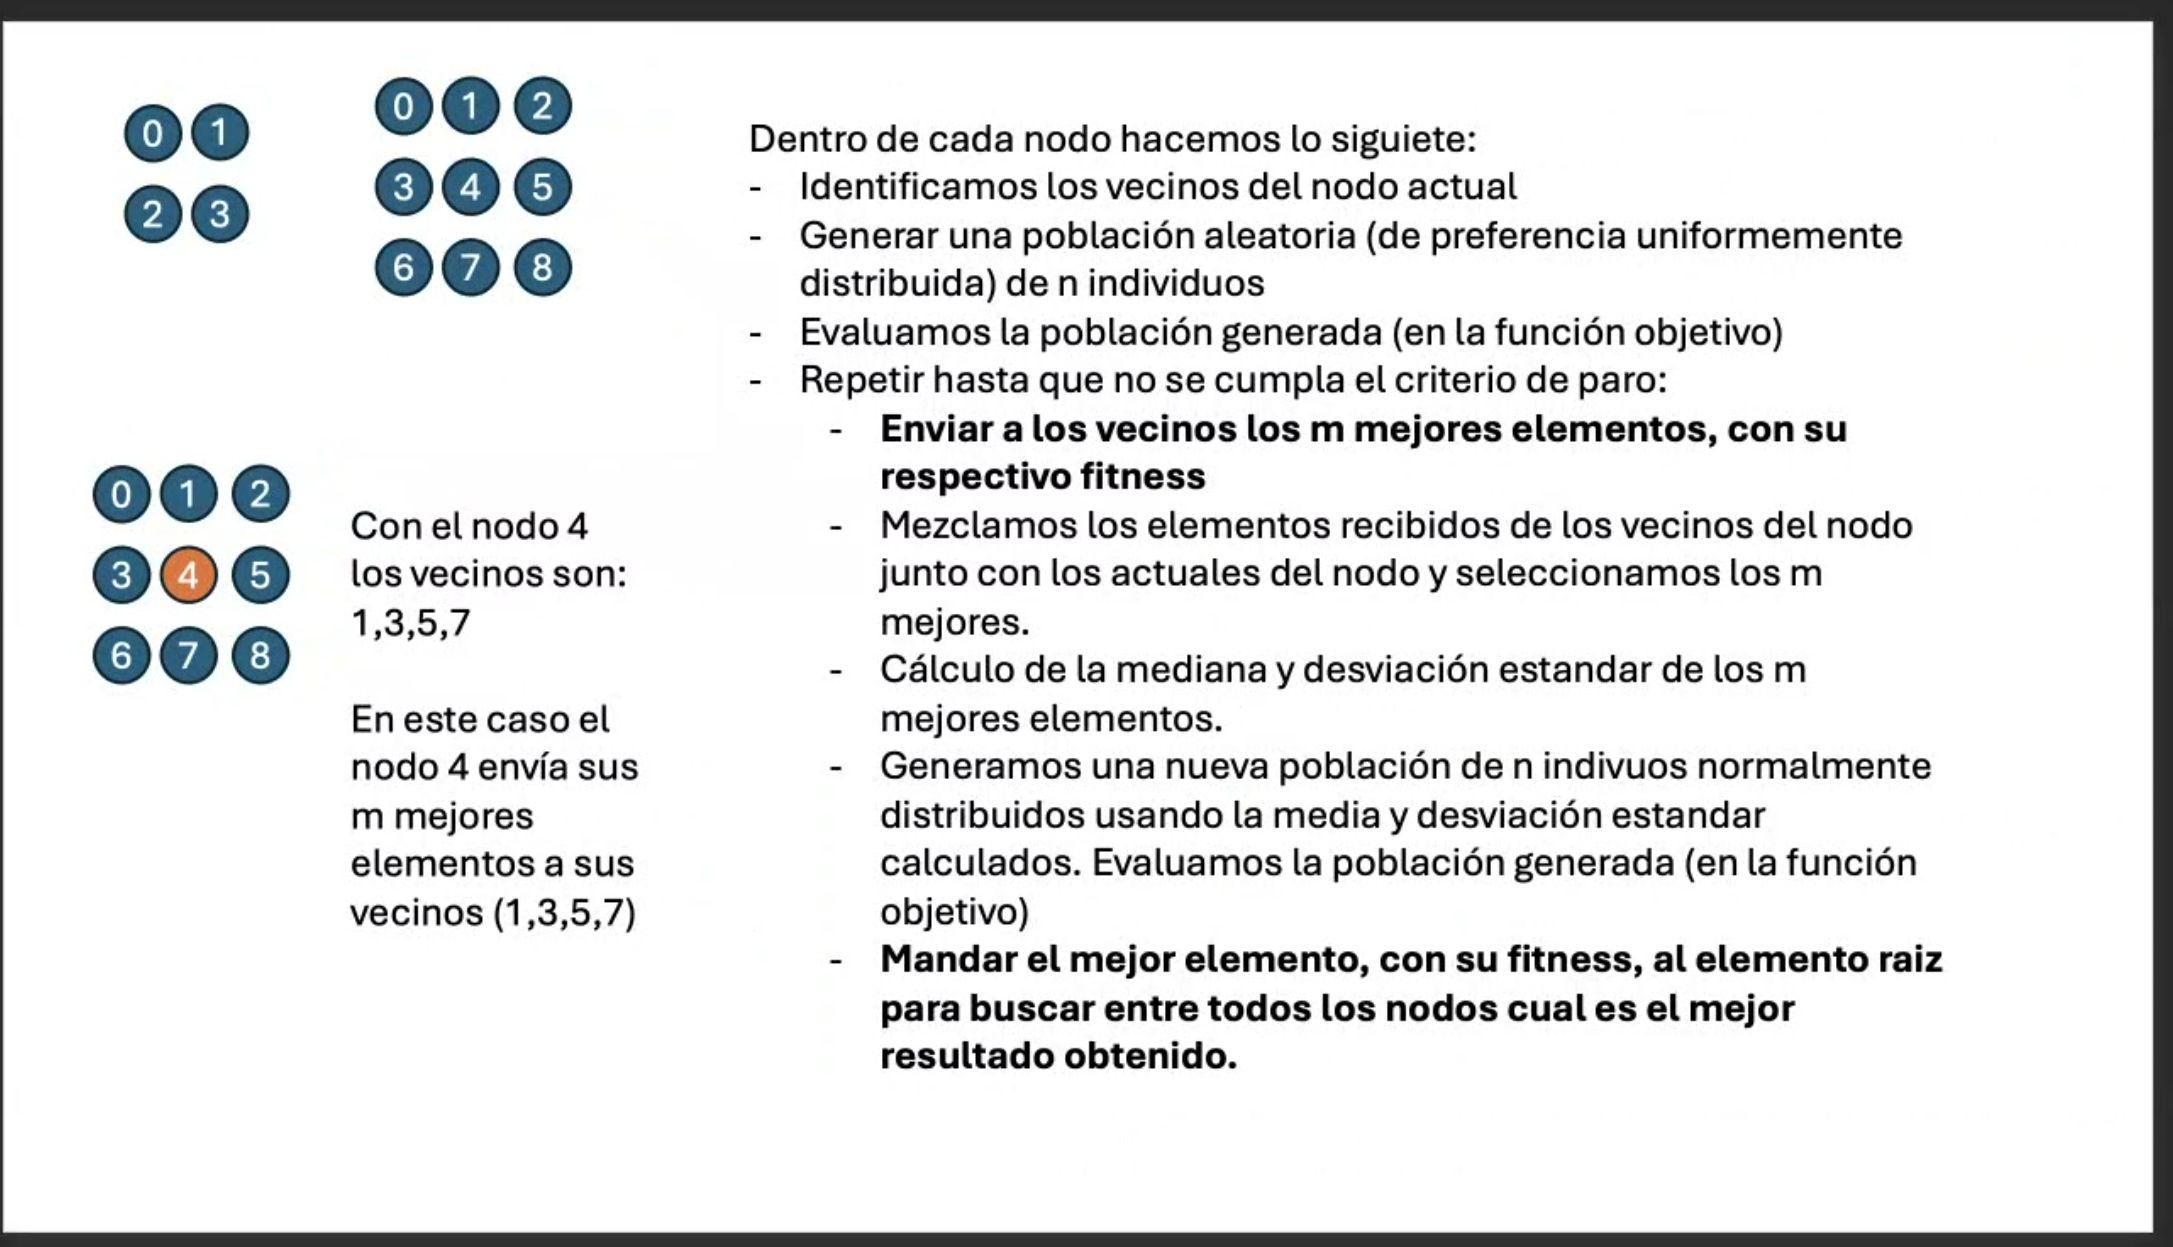 0 1
2 3
0 1 2
3 4 5
6 7 8
0 1 2
3 4 5
6 7 8
Con el nodo 4
los vecinos son:
1,3,5,7
En este caso el
nodo 4 envía sus
m mejores
elementos a sus
vecinos (1,3,5,7)
Dentro de cada nodo hacemos lo siguiete:
- Identificamos los vecinos del nodo actual
- Generar una población aleatoria (de preferencia uniformemente
distribuida) de n individuos
- Evaluamos la población generada (en la función objetivo)
- Repetir hasta que no se cumpla el criterio de paro:
- Enviar a los vecinos los m mejores elementos, con su
respectivo fitness
- Mezclamos los elementos recibidos de los vecinos del nodo
junto con los actuales del nodo y seleccionamos los m
mejores.
- Cálculo de la mediana y desviación estandar de los m
mejores elementos.
- Generamos una nueva población de n indivuos normalmente
distribuidos usando la media y desviación estandar
calculados. Evaluamos la población generada (en la función
objetivo)
- Mandar el mejor elemento, con su fitness, al elemento raiz
para buscar entre todos los nodos cual es el mejor
resultado obtenido.